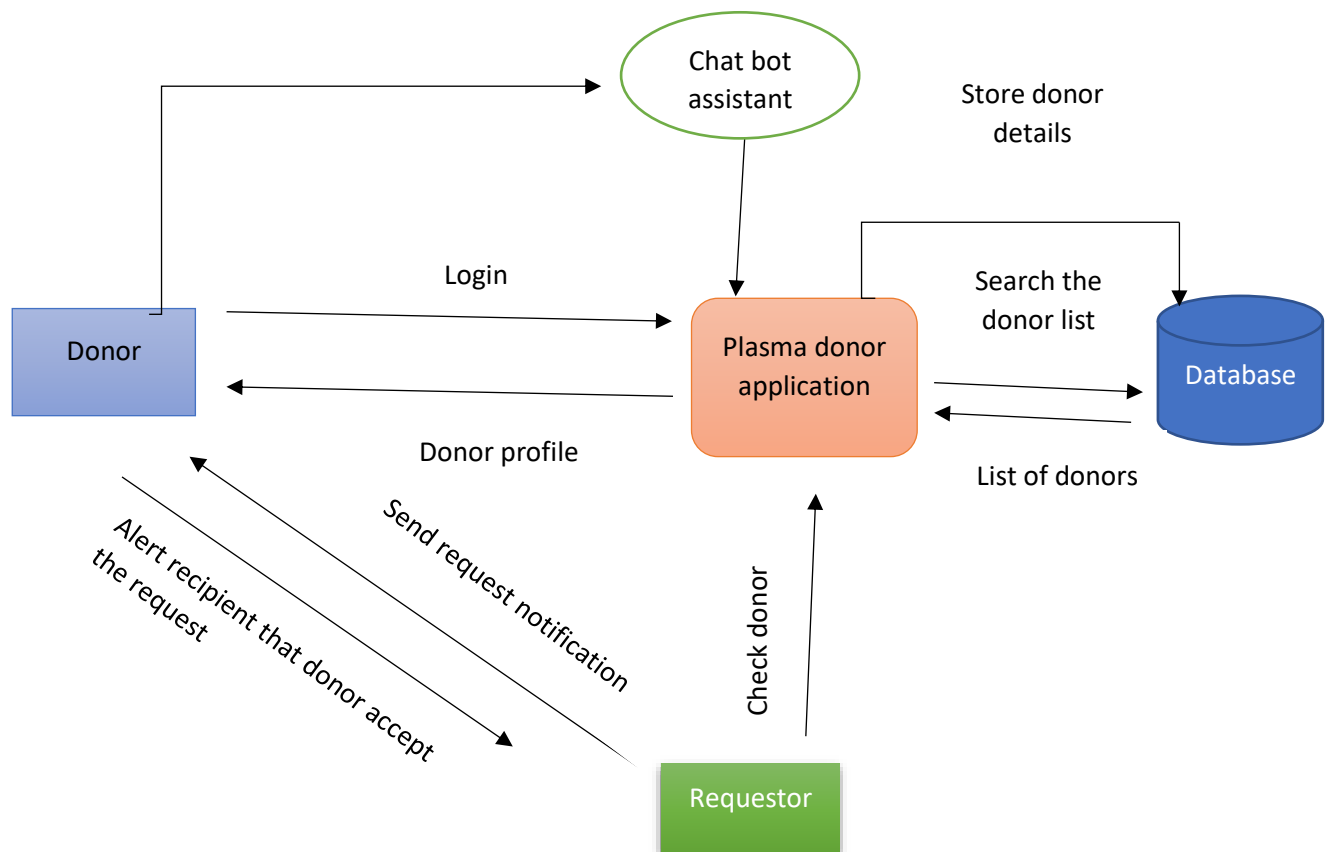 Chat bot
assistant
Store donor
details
Login
Search the
donor list
Donor
Plasma donor
application
Database
Donor profile
List of donors
Send request notification
Alert recipient that donor accept
the request
Check donor
Requestor